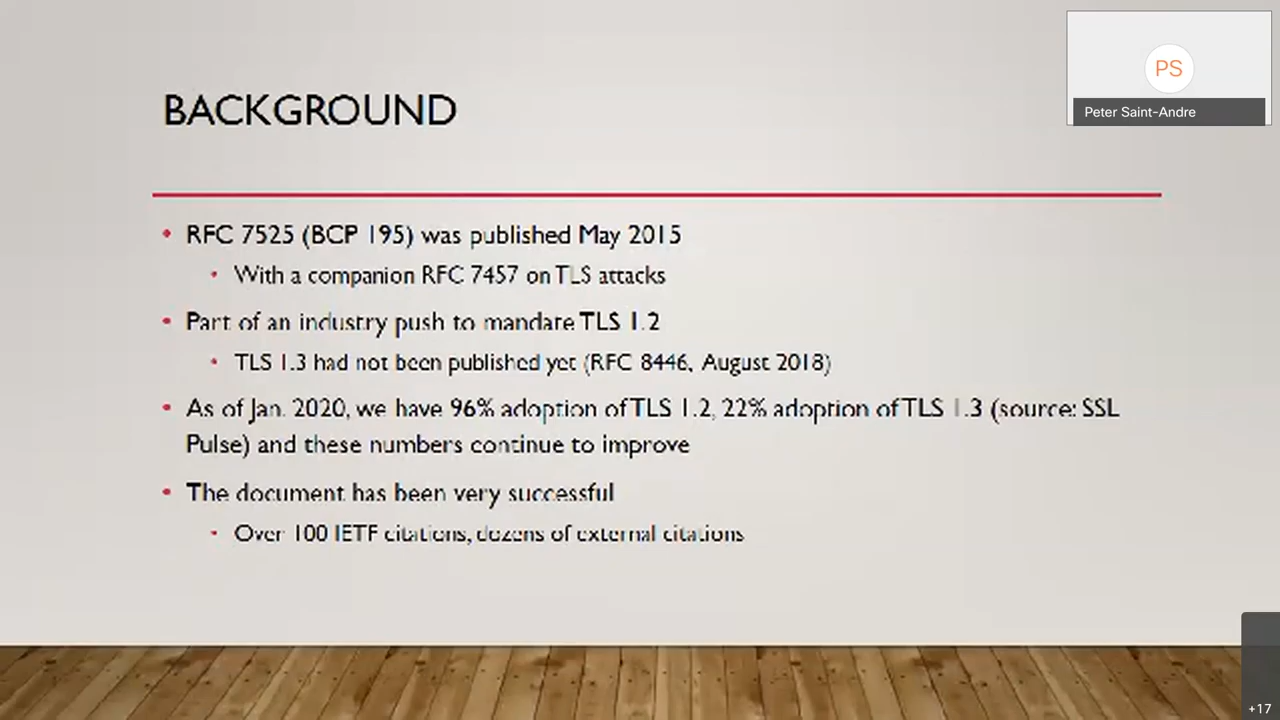 BACKGROUND
PS
Peter Saint-Andre
• RFC 7525 (BCP 195) was published May 2015
• With a companion RFC 7457 on TLS attacks
• Part of an industry push to mandate TLS 1.2
• TLS 1.3 had not been published yet (RFC 8446, August 2018)
• As of Jan. 2020, we have 96% adoption of TLS 1.2, 22% adoption of TLS 1.3 (source: SSL
Pulse) and these numbers continue to improve
• The document has been very successful
• Over 100 IETF citations, dozens of external citations
+17